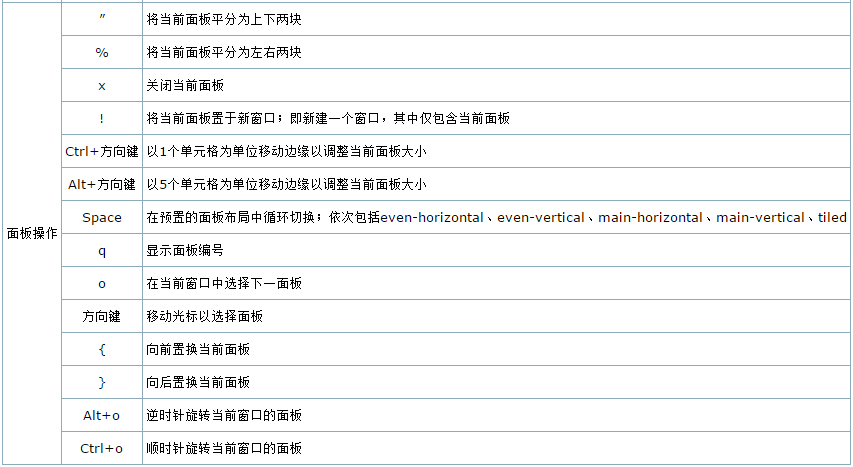 面板操作
” 将当前面板平分为上下两块
% 将当前面板平分为左右两块
x 关闭当前面板
! 将当前面板置于新窗口；即新建一个窗口，其中仅包含当前面板
Ctrl+方向键 以1个单元格为单位移动边缘以调整当前面板大小
Alt+方向键 以5个单元格为单位移动边缘以调整当前面板大小
Space 在预置的面板布局中循环切换；依次包括even-horizontal、even-vertical、main-horizontal、main-vertical、tiled
q 显示面板编号
o 在当前窗口中选择下一面板
方向键 移动光标以选择面板
{ 向前置换当前面板
} 向后置换当前面板
Alt+o 逆时针旋转当前窗口的面板
Ctrl+o 顺时针旋转当前窗口的面板